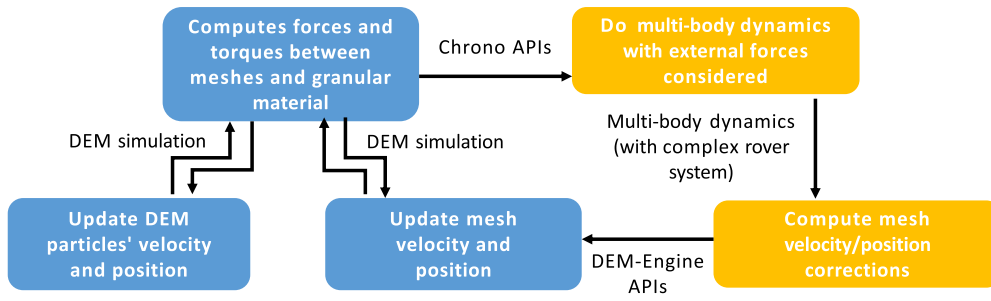 Computes forces and
torques between
meshes and granular
material
Chrono APIs
Do multi-body dynamics
with external forces
considered
DEM simulation
DEM simulation
Multi-body dynamics
(with complex rover
system)
Update DEM
particles' velocity
and position
Update mesh
velocity and
position
DEM-Engine
APIs
Compute mesh
velocity/position
corrections